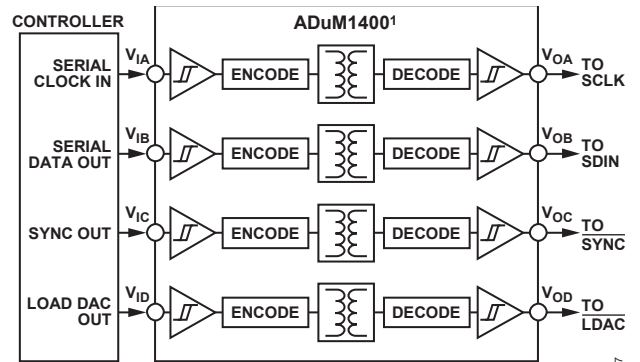 CONTROLLER
ADuM1400¹
SERIAL
CLOCK IN
V_IA
ENCODE
DECODE
V_OA
TO
SCLK
SERIAL
DATA OUT
V_IB
ENCODE
DECODE
V_OB
TO
SDIN
SYNC OUT
V_IC
ENCODE
DECODE
V_OC
TO
SYNC
LOAD DAC
OUT
V_ID
ENCODE
DECODE
V_OD
TO
LDAC